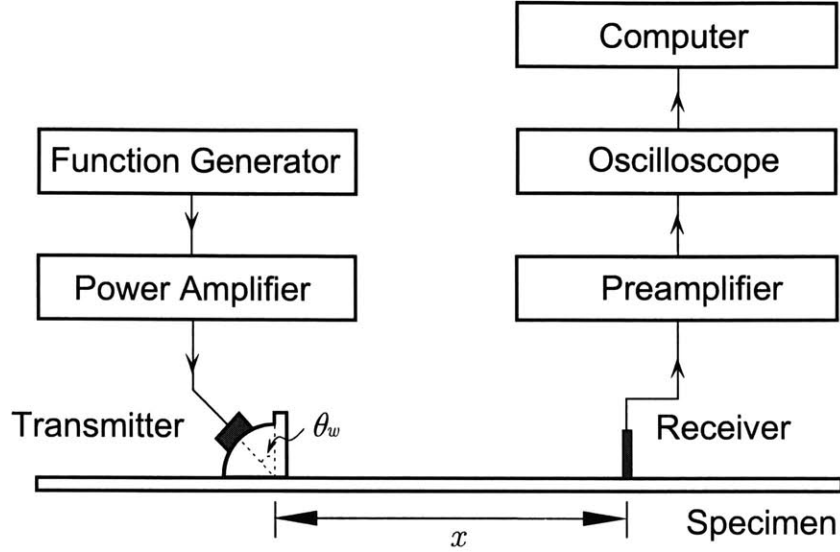 Computer
Function Generator
Oscilloscope
Power Amplifier
Preamplifier
Transmitter
θw
Receiver
x
Specimen